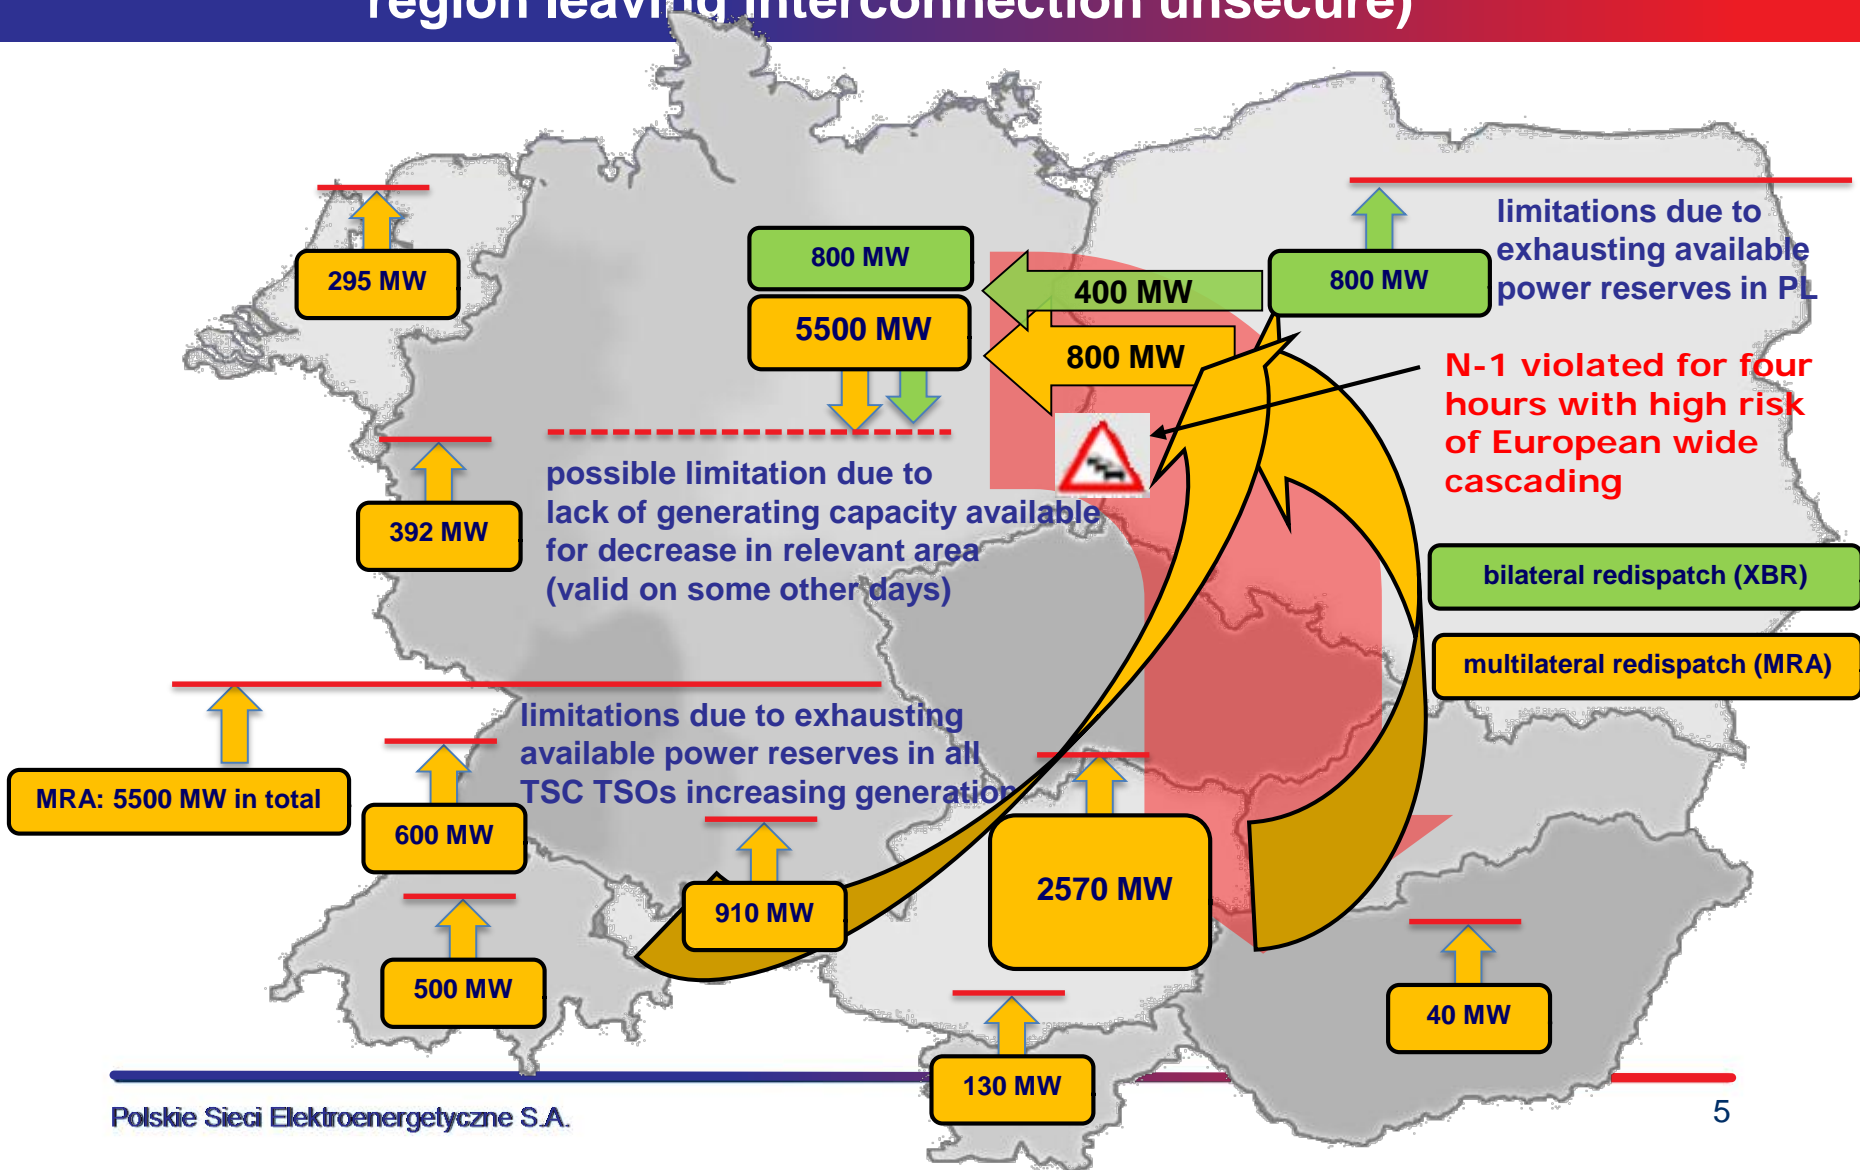 region leaving interconnection unsecure)
295 MW
800 MW
5500 MW
400 MW
800 MW
800 MW
limitations due to
exhausting available
power reserves in PL
N-1 violated for four
hours with high risk
of European wide
cascading
392 MW
possible limitation due to
lack of generating capacity available
for decrease in relevant area
(valid on some other days)
bilateral redispatch (XBR)
multilateral redispatch (MRA)
limitations due to exhausting
available power reserves in all
TSC TSOs increasing generation
MRA: 5500 MW in total
600 MW
910 MW
2570 MW
500 MW
40 MW
130 MW
Polskie Sieci Elektroenergetyczne S.A.
5